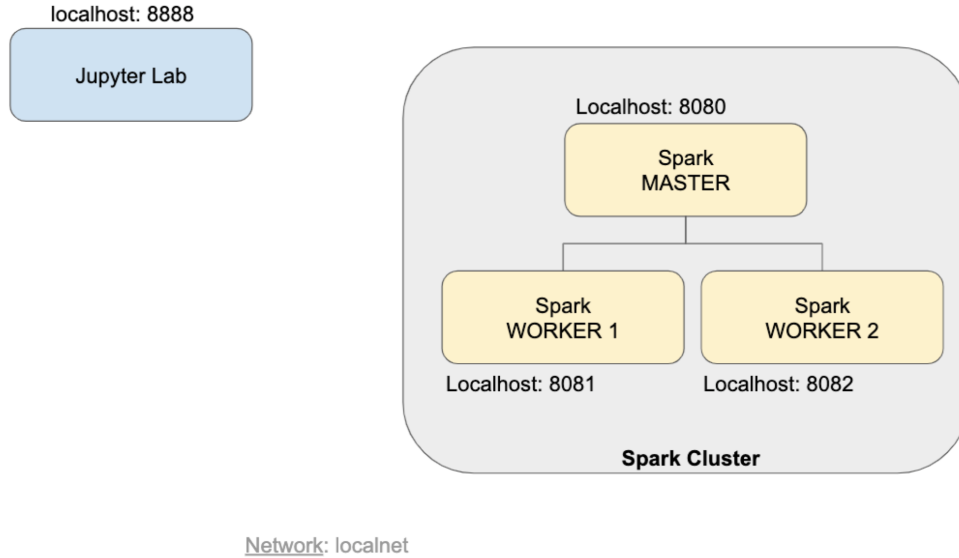 localhost: 8888
Jupyter Lab
Localhost: 8080
Spark
MASTER
Spark
WORKER 1
Spark
WORKER 2
Localhost: 8081
Localhost: 8082
Spark Cluster
Network: localnet